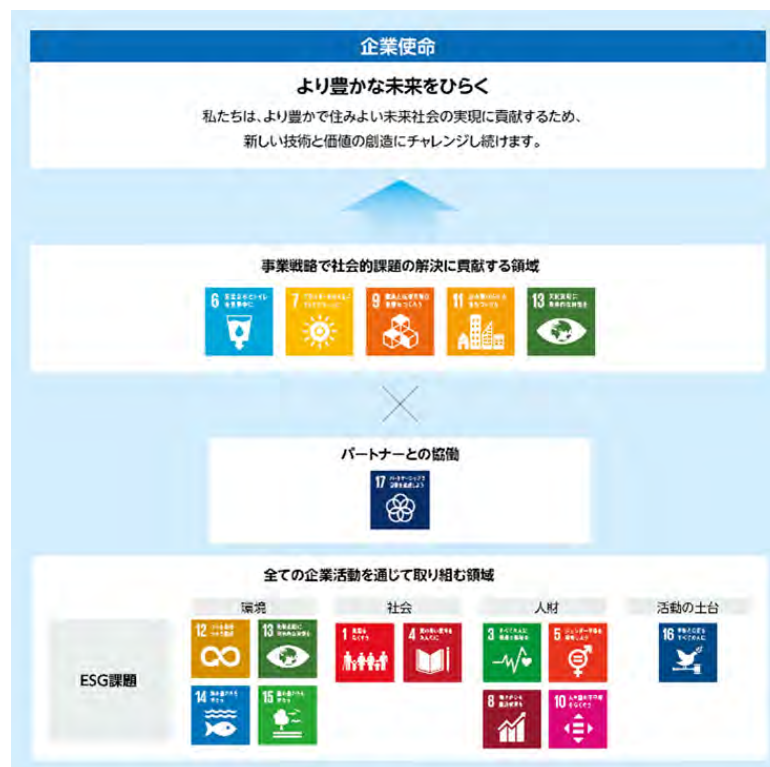 企業使命
より豊かな未来をひらく
私たちは、より豊かで住みよい未来社会の実現に貢献するため、
新しい技術と価値の創造にチャレンジし続けます。
事業戦略で社会的課題の解決に貢献する領域
6
7
9
11
13
パートナーとの協働
17
全ての企業活動を通じて取り組む領域
環境
社会
人財
活動の土台
ESG課題
12
13
1
4
3
5
16
14
15
8
10